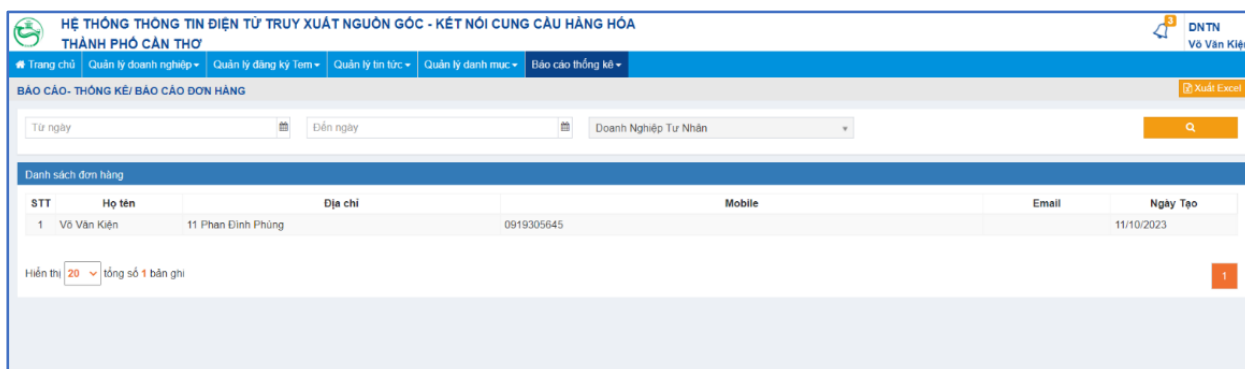 HỆ THỐNG THÔNG TIN ĐIỆN TỬ TRUY XUẤT NGUỒN GỐC - KẾT NỐI CUNG CẦU HÀNG HÓA
THÀNH PHỐ CẦN THƠ
3
DNTN
Võ Văn Kiện
Trang chủ Quản lý doanh nghiệp Quản lý đăng ký Tem Quản lý tin tức Quản lý danh mục Báo cáo thống kê
BÁO CÁO- THỐNG KÊ/ BÁO CÁO ĐƠN HÀNG
Xuất Excel
Từ ngày Đến ngày Doanh Nghiệp Tư Nhân
Danh sách đơn hàng
STT Họ tên Địa chỉ Mobile Email Ngày Tạo
1 Võ Văn Kiện 11 Phan Đình Phùng 0919305645 11/10/2023
Hiển thị 20 tổng số 1 bản ghi
1